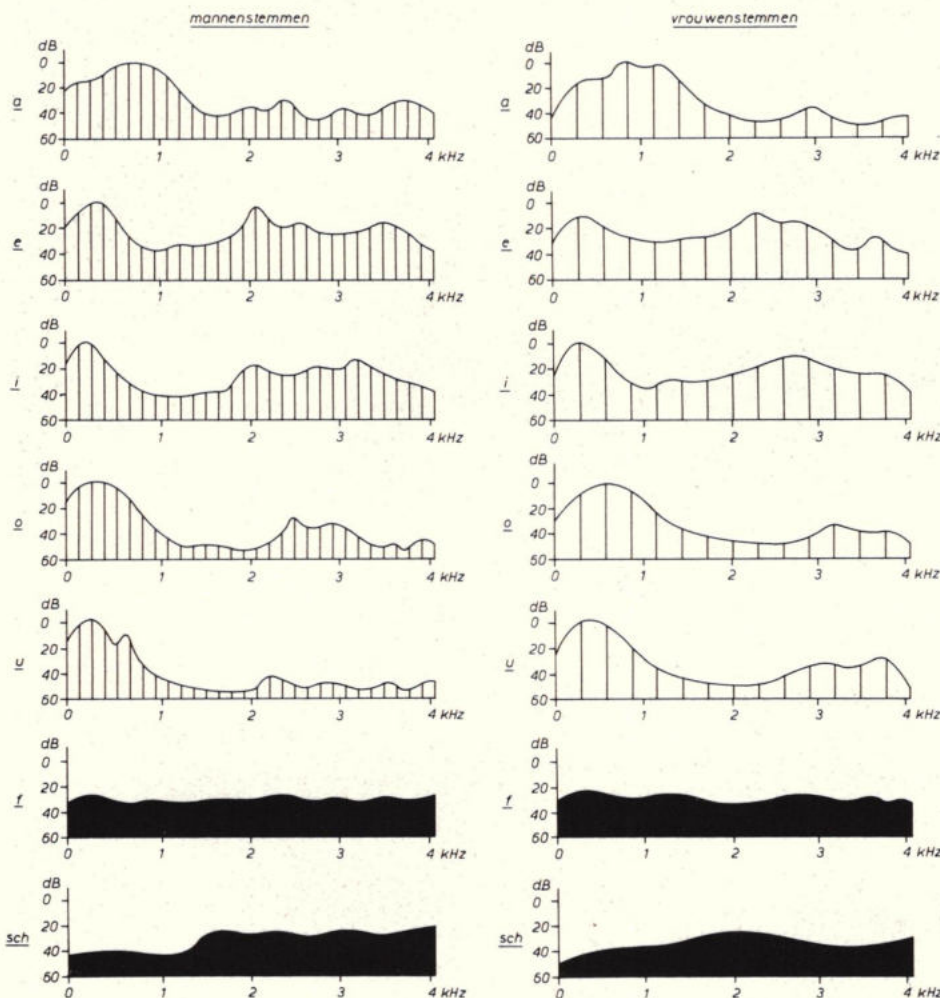 mannenstemmen vrouwenstemmen
dB dB
0 0
20 20
a 40 a 40
60 60
0 1 2 3 4 kHz 0 1 2 3 4 kHz
dB dB
0 0
20 20
e 40 e 40
60 60
0 1 2 3 4 kHz 0 1 2 3 4 kHz
dB dB
0 0
20 20
i 40 i 40
60 60
0 1 2 3 4 kHz 0 1 2 3 4 kHz
dB dB
0 0
20 20
o 40 o 40
60 60
0 1 2 3 4 kHz 0 1 2 3 4 kHz
dB dB
0 0
20 20
u 40 u 40
60 60
0 1 2 3 4 kHz 0 1 2 3 4 kHz
dB dB
0 0
20 20
f 40 f 40
60 60
0 1 2 3 4 kHz 0 1 2 3 4 kHz
dB dB
0 0
20 20
sch 40 sch 40
60 60
0 1 2 3 4 kHz 0 1 2 3 4 kHz